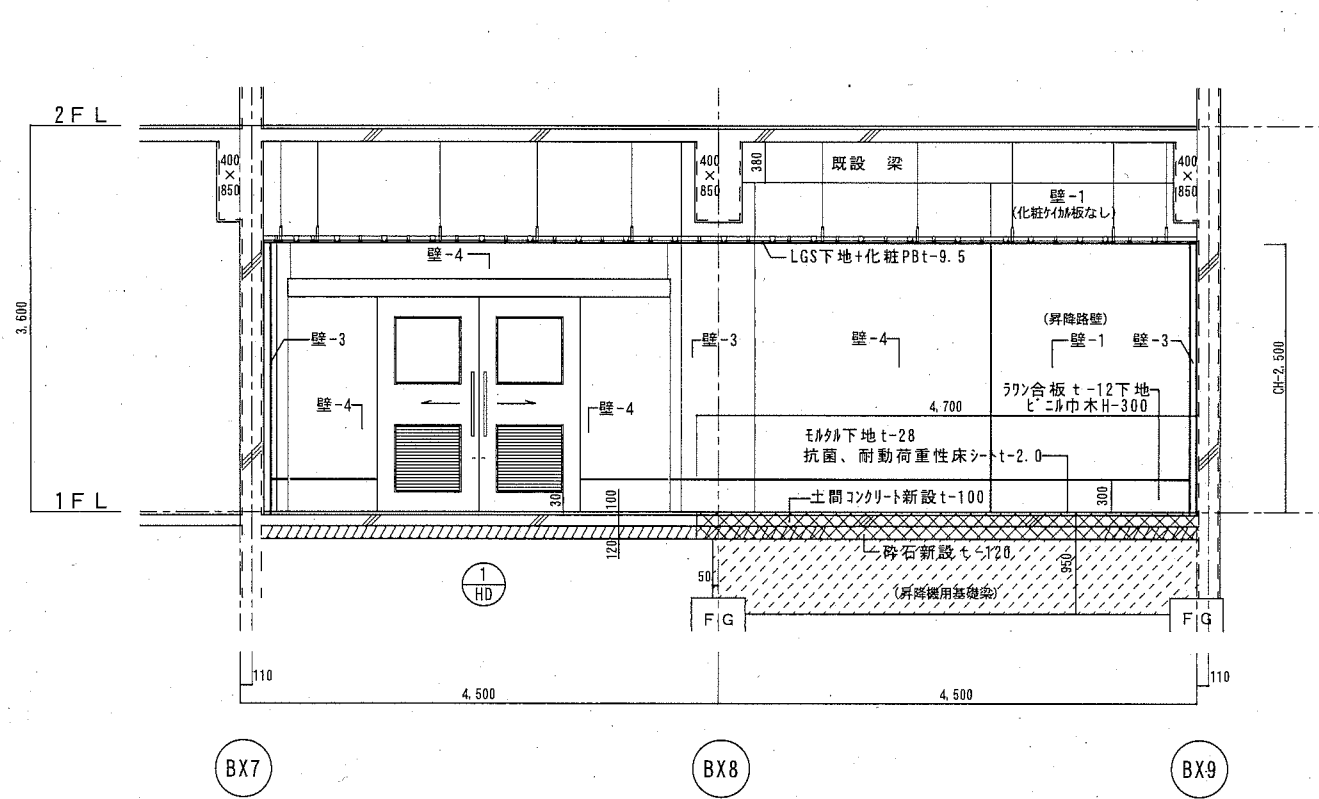 2FL
400
×
850
400
×
850
380
既設 梁
400
×
850
壁-1
(化粧ケイカル板なし)
壁-4
LGS下地+化粧PBt-9.5
3,600
壁-3
壁-3
壁-4
(昇降路壁)
壁-1
壁-3
CH-2,500
壁-4
壁-4
4,700
ラワン合板 t-12下地
ビニル巾木H-300
モルタル下地t-28
抗菌、耐動荷重性床シートt-2.0
1FL
30
100
土間コンクリート新設t-100
300
120
砕石新設t-120
950
1
HD
50
(昇降機用基礎梁)
FG
FG
110
4,500
4,500
110
BX7
BX8
BX9